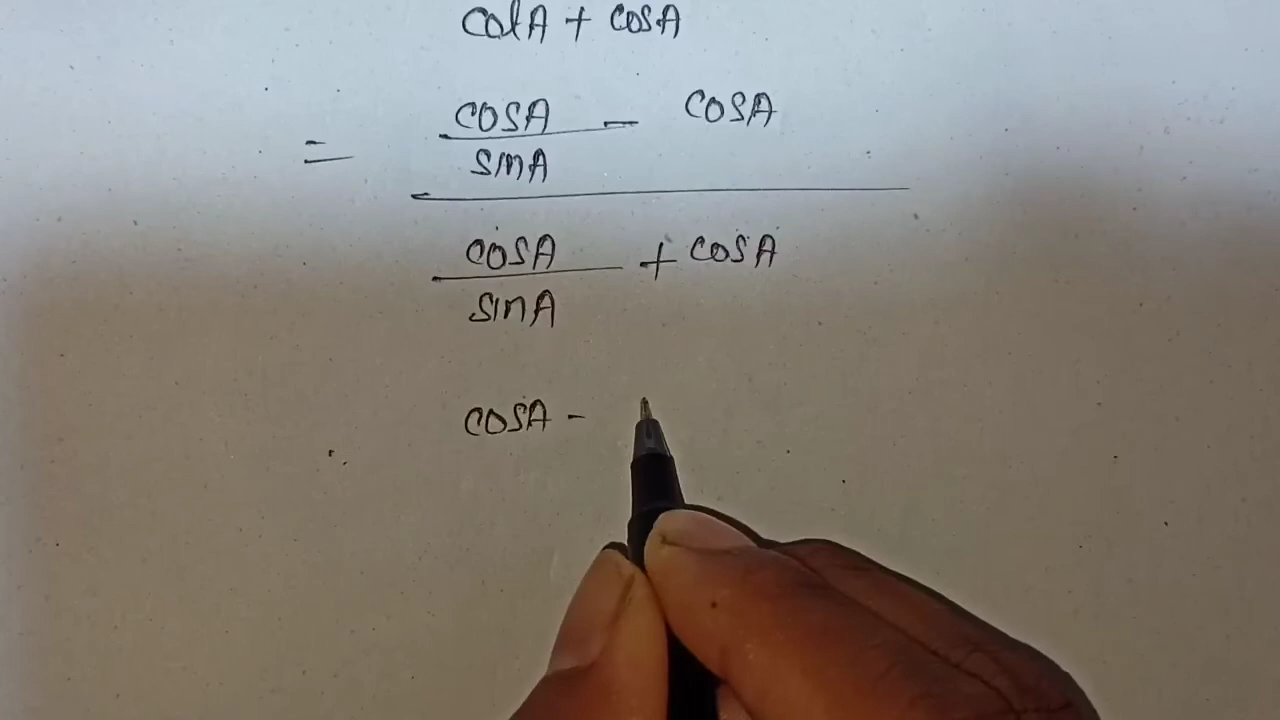 cotA + cosA
cosA - cosA
= sinA
cosA + cosA
sinA
cosA -